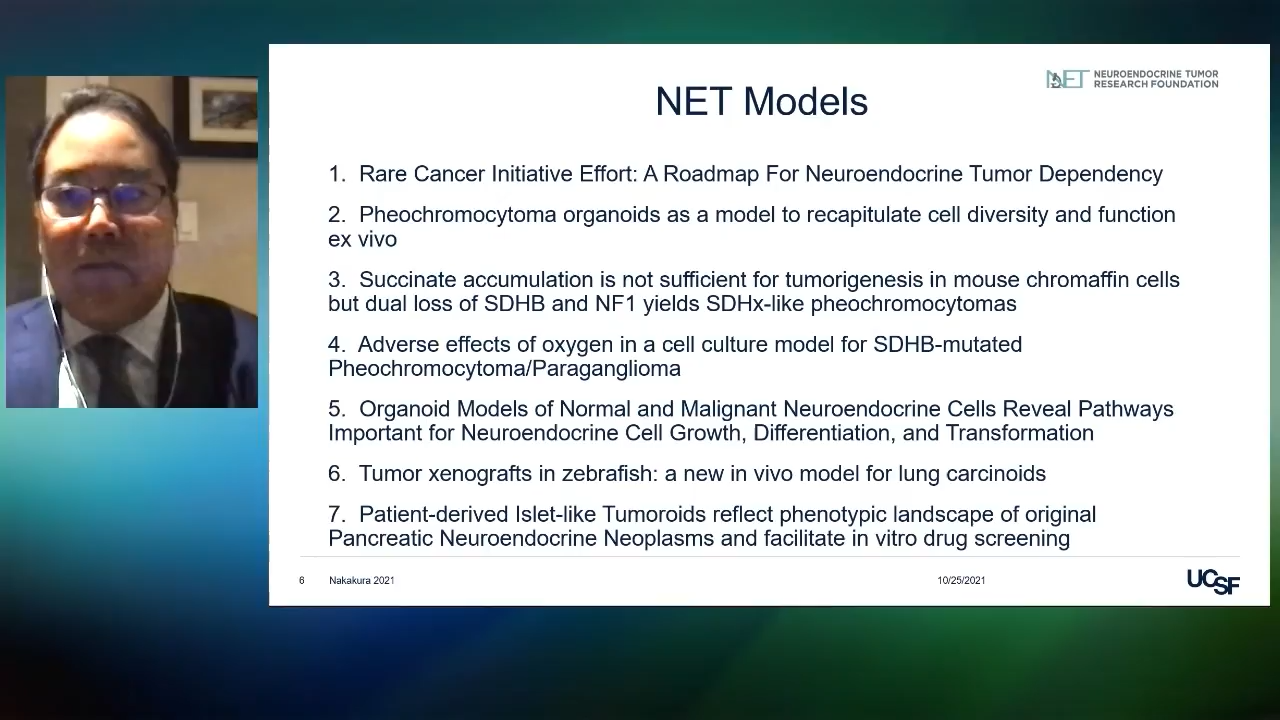 NET NEUROENDOCRINE TUMOR
RESEARCH FOUNDATION
NET Models
1. Rare Cancer Initiative Effort: A Roadmap For Neuroendocrine Tumor Dependency
2. Pheochromocytoma organoids as a model to recapitulate cell diversity and function
ex vivo
3. Succinate accumulation is not sufficient for tumorigenesis in mouse chromaffin cells
but dual loss of SDHB and NF1 yields SDHx-like pheochromocytomas
4. Adverse effects of oxygen in a cell culture model for SDHB-mutated
Pheochromocytoma/Paraganglioma
5. Organoid Models of Normal and Malignant Neuroendocrine Cells Reveal Pathways
Important for Neuroendocrine Cell Growth, Differentiation, and Transformation
6. Tumor xenografts in zebrafish: a new in vivo model for lung carcinoids
7. Patient-derived Islet-like Tumoroids reflect phenotypic landscape of original
Pancreatic Neuroendocrine Neoplasms and facilitate in vitro drug screening
6 Nakakura 2021 10/25/2021 UCSF